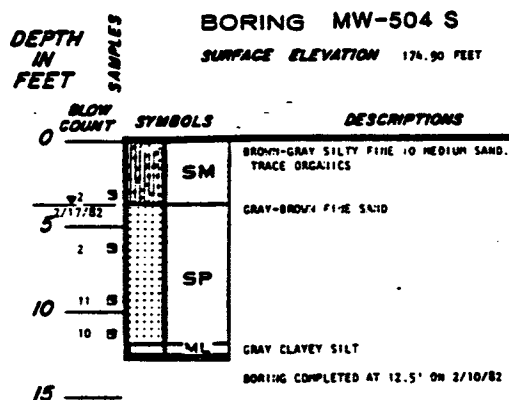 BORING MW-504 S
DEPTH IN FEET
SAMPLES
SURFACE ELEVATION 174.90 FEET
BLOW COUNT
SYMBOLS
DESCRIPTIONS
0
BROWN-GRAY SILTY FINE TO MEDIUM SAND.
TRACE ORGANICS
SM
2 S
2/17/82
GRAY-BROWN FINE SAND
5
2 S
SP
11 S
10
10 S
ML
GRAY CLAYEY SILT
BORING COMPLETED AT 12.5' ON 2/10/82
15